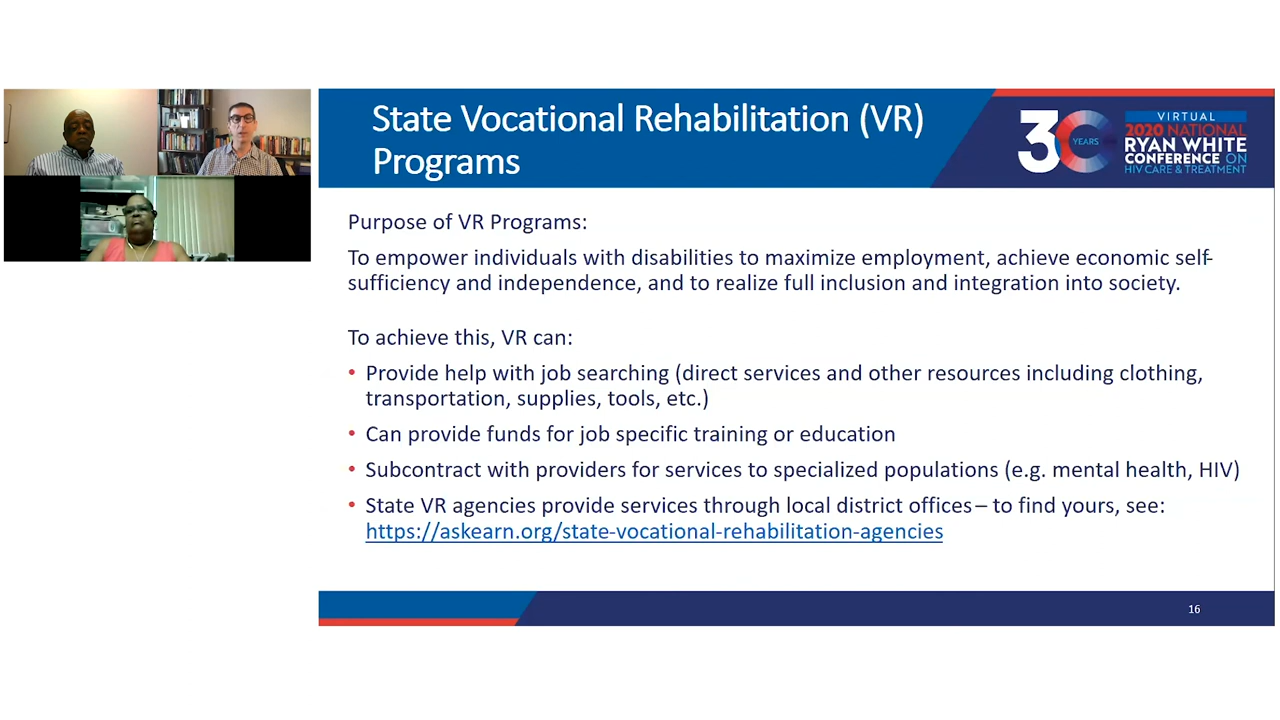 State Vocational Rehabilitation (VR)
Programs
30
YEARS
VIRTUAL
2020 NATIONAL
RYAN WHITE
CONFERENCE ON
HIV CARE & TREATMENT
Purpose of VR Programs:
To empower individuals with disabilities to maximize employment, achieve economic self-
sufficiency and independence, and to realize full inclusion and integration into society.
To achieve this, VR can:
• Provide help with job searching (direct services and other resources including clothing,
transportation, supplies, tools, etc.)
• Can provide funds for job specific training or education
• Subcontract with providers for services to specialized populations (e.g. mental health, HIV)
• State VR agencies provide services through local district offices – to find yours, see:
https://askearn.org/state-vocational-rehabilitation-agencies
16